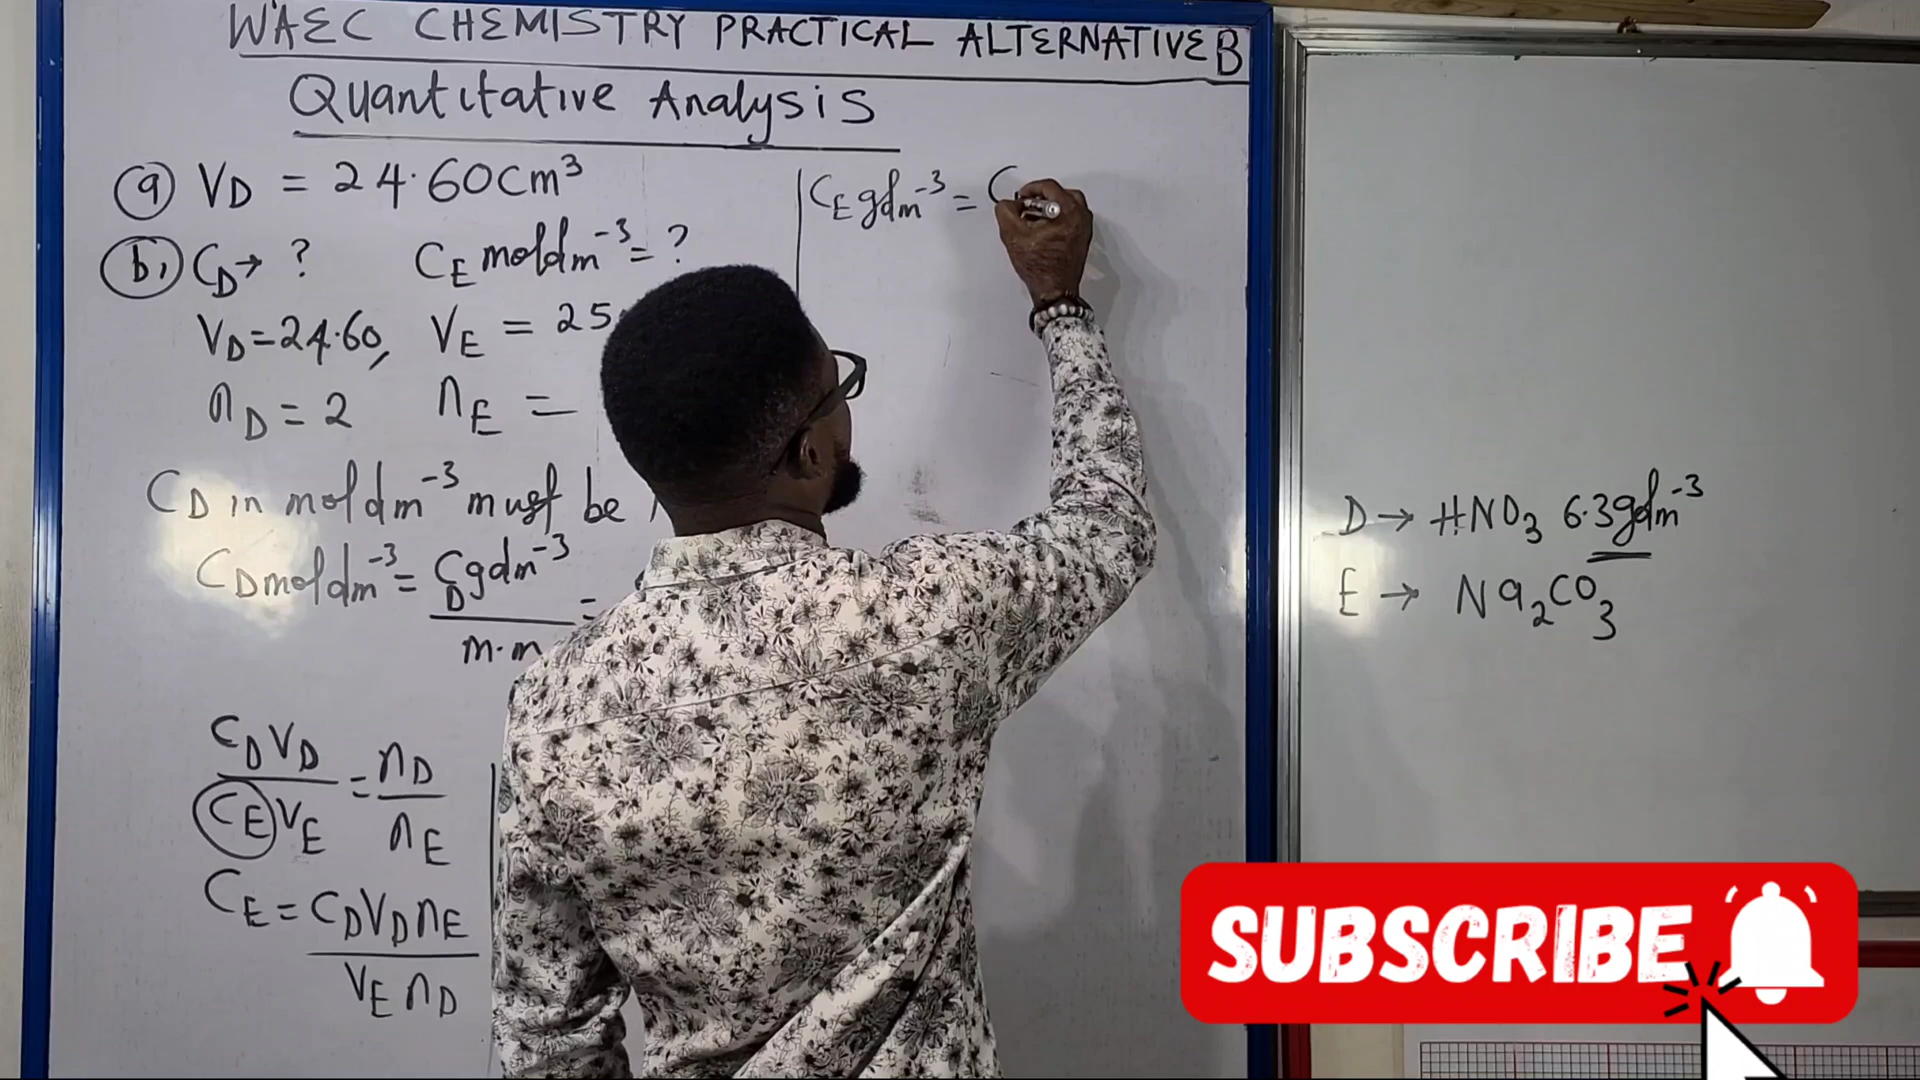 WAEC CHEMISTRY PRACTICAL ALTERNATIVE B
Quantitative Analysis
(a) VD = 24.60cm³
(b) CD → ? CE moldm⁻³ = ?
VD = 24.60, VE = 25
nD = 2 nE =
CD in moldm⁻³ must be
CD moldm⁻³ = CD gdm⁻³ =
m.m
CD VD / CE VE = nD / nE
CE = CD VD nE / VE nD
CE gdm⁻³ = C
D → HNO₃ 6.3gdm⁻³
E → Na₂CO₃
SUBSCRIBE